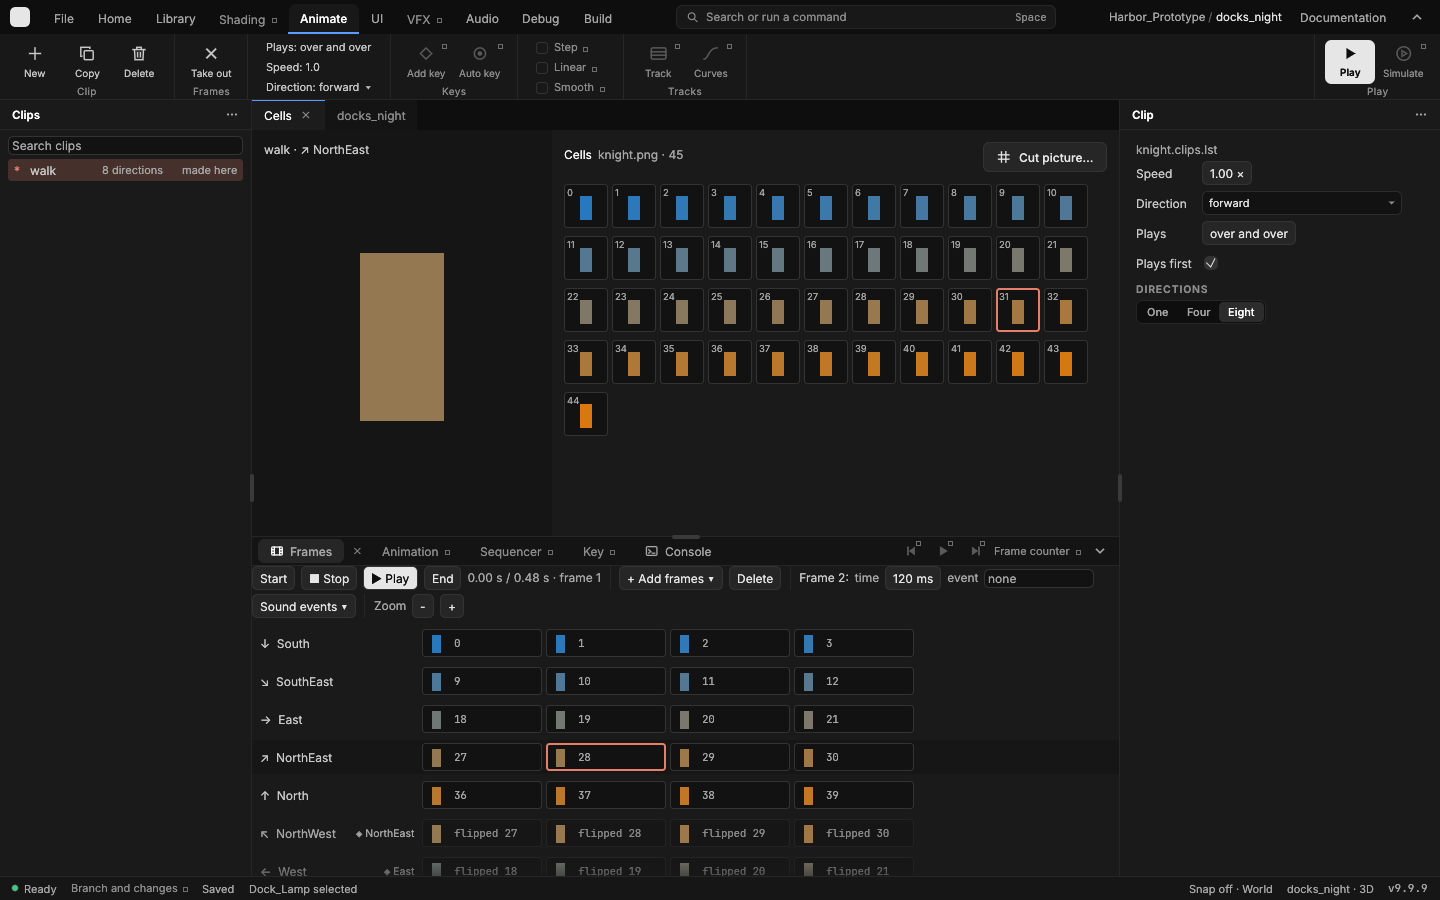 File Home Library Shading Animate UI VFX Audio Debug Build Search or run a command Space Harbor_Prototype / docks_night Documentation
New Copy Delete Clip
Take out Frames
Plays: over and over
Speed: 1.0
Direction: forward
Add key Auto key Keys
Step
Linear
Smooth
Track Curves Tracks
Play Simulate Play
Clips
Search clips
* walk 8 directions made here
Cells docks_night
walk · ↗ NorthEast
Cells knight.png · 45 Cut picture...
0 1 2 3 4 5 6 7 8 9 10
11 12 13 14 15 16 17 18 19 20 21
22 23 24 25 26 27 28 29 30 31 32
33 34 35 36 37 38 39 40 41 42 43
44
Clip
knight.clips.lst
Speed 1.00 ×
Direction forward
Plays over and over
Plays first
DIRECTIONS
One Four Eight
Frames Animation Sequencer Key Console Frame counter
Start Stop Play End 0.00 s / 0.48 s · frame 1 + Add frames Delete Frame 2: time 120 ms event none
Sound events Zoom - +
↓ South 0 1 2 3
↘ SouthEast 9 10 11 12
→ East 18 19 20 21
↗ NorthEast 27 28 29 30
↑ North 36 37 38 39
↖ NorthWest ◆ NorthEast flipped 27 flipped 28 flipped 29 flipped 30
← West ◆ East flipped 18 flipped 19 flipped 20 flipped 21
Ready Branch and changes Saved Dock_Lamp selected Snap off · World docks_night · 3D v9.9.9